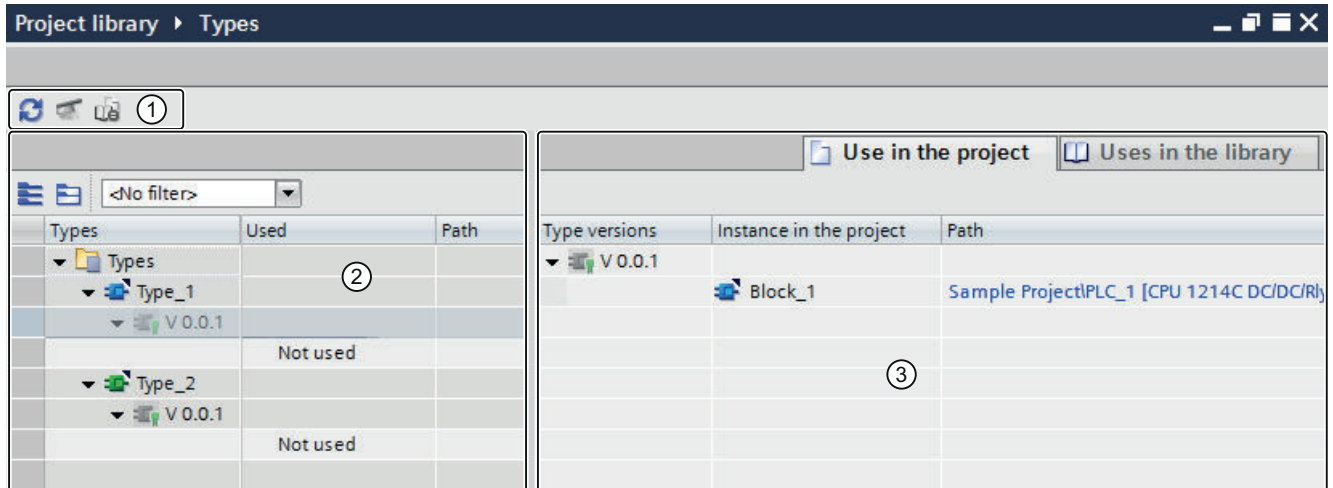 Project library ▸ Types
①
Use in the project Uses in the library
<No filter>
Types Used Path Type versions Instance in the project Path
Types V 0.0.1
②
Type_1 Block_1 Sample Project\PLC_1 [CPU 1214C DC/DC/Rly
V 0.0.1
Not used
Type_2 ③
V 0.0.1
Not used